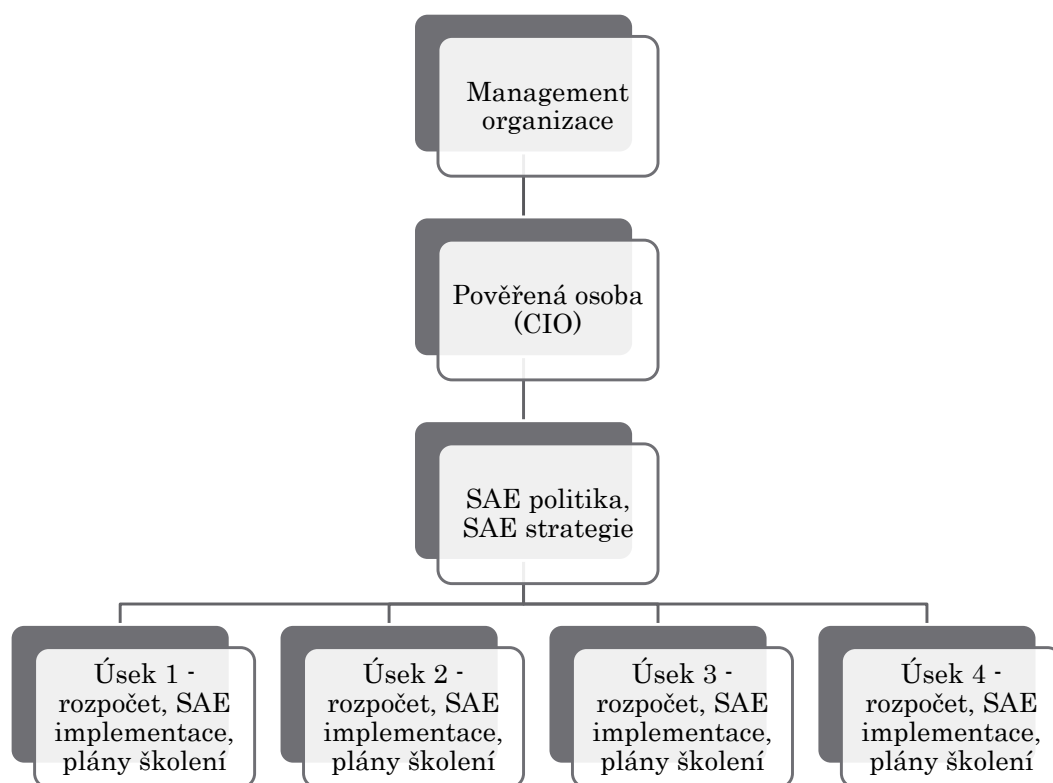 Management
organizace
Pověřená osoba
(CIO)
SAE politika,
SAE strategie
Úsek 1 -
rozpočet, SAE
implementace,
plány školení
Úsek 2 -
rozpočet, SAE
implementace,
plány školení
Úsek 3 -
rozpočet, SAE
implementace,
plány školení
Úsek 4 -
rozpočet, SAE
implementace,
plány školení